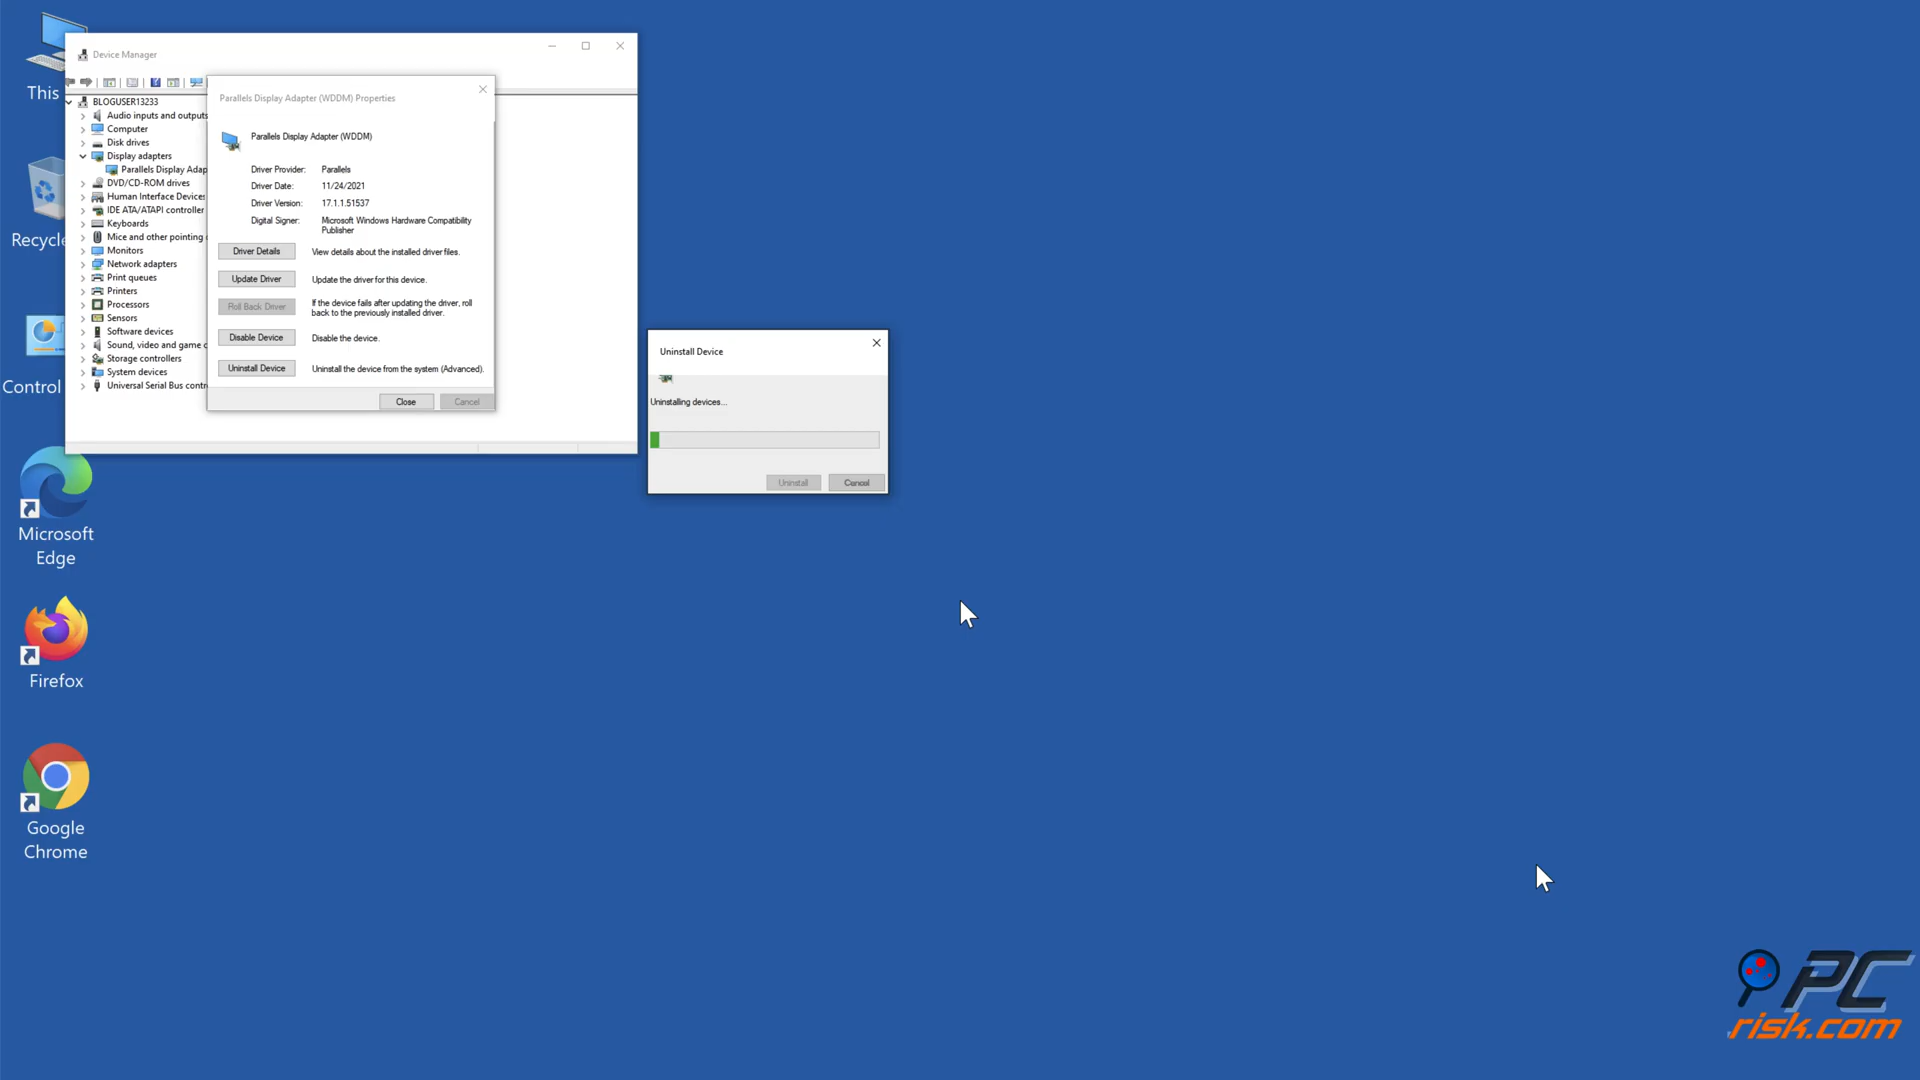 This
Recycle
Control
Microsoft
Edge
Firefox
Google
Chrome
Device Manager
BLOGUSER13233
Audio inputs and outputs
Computer
Disk drives
Display adapters
Parallels Display Adap
DVD/CD-ROM drives
Human Interface Devices
IDE ATA/ATAPI controller
Keyboards
Mice and other pointing
Monitors
Network adapters
Print queues
Printers
Processors
Sensors
Software devices
Sound, video and game c
Storage controllers
System devices
Universal Serial Bus contr
Parallels Display Adapter (WDDM) Properties
Parallels Display Adapter (WDDM)
Driver Provider: Parallels
Driver Date: 11/24/2021
Driver Version: 17.1.1.51537
Digital Signer: Microsoft Windows Hardware Compatibility
Publisher
Driver Details View details about the installed driver files.
Update Driver Update the driver for this device.
Roll Back Driver If the device fails after updating the driver, roll
back to the previously installed driver.
Disable Device Disable the device.
Uninstall Device Uninstall the device from the system (Advanced).
Close Cancel
Uninstall Device
Uninstalling devices...
Uninstall Cancel
PC
risk.com